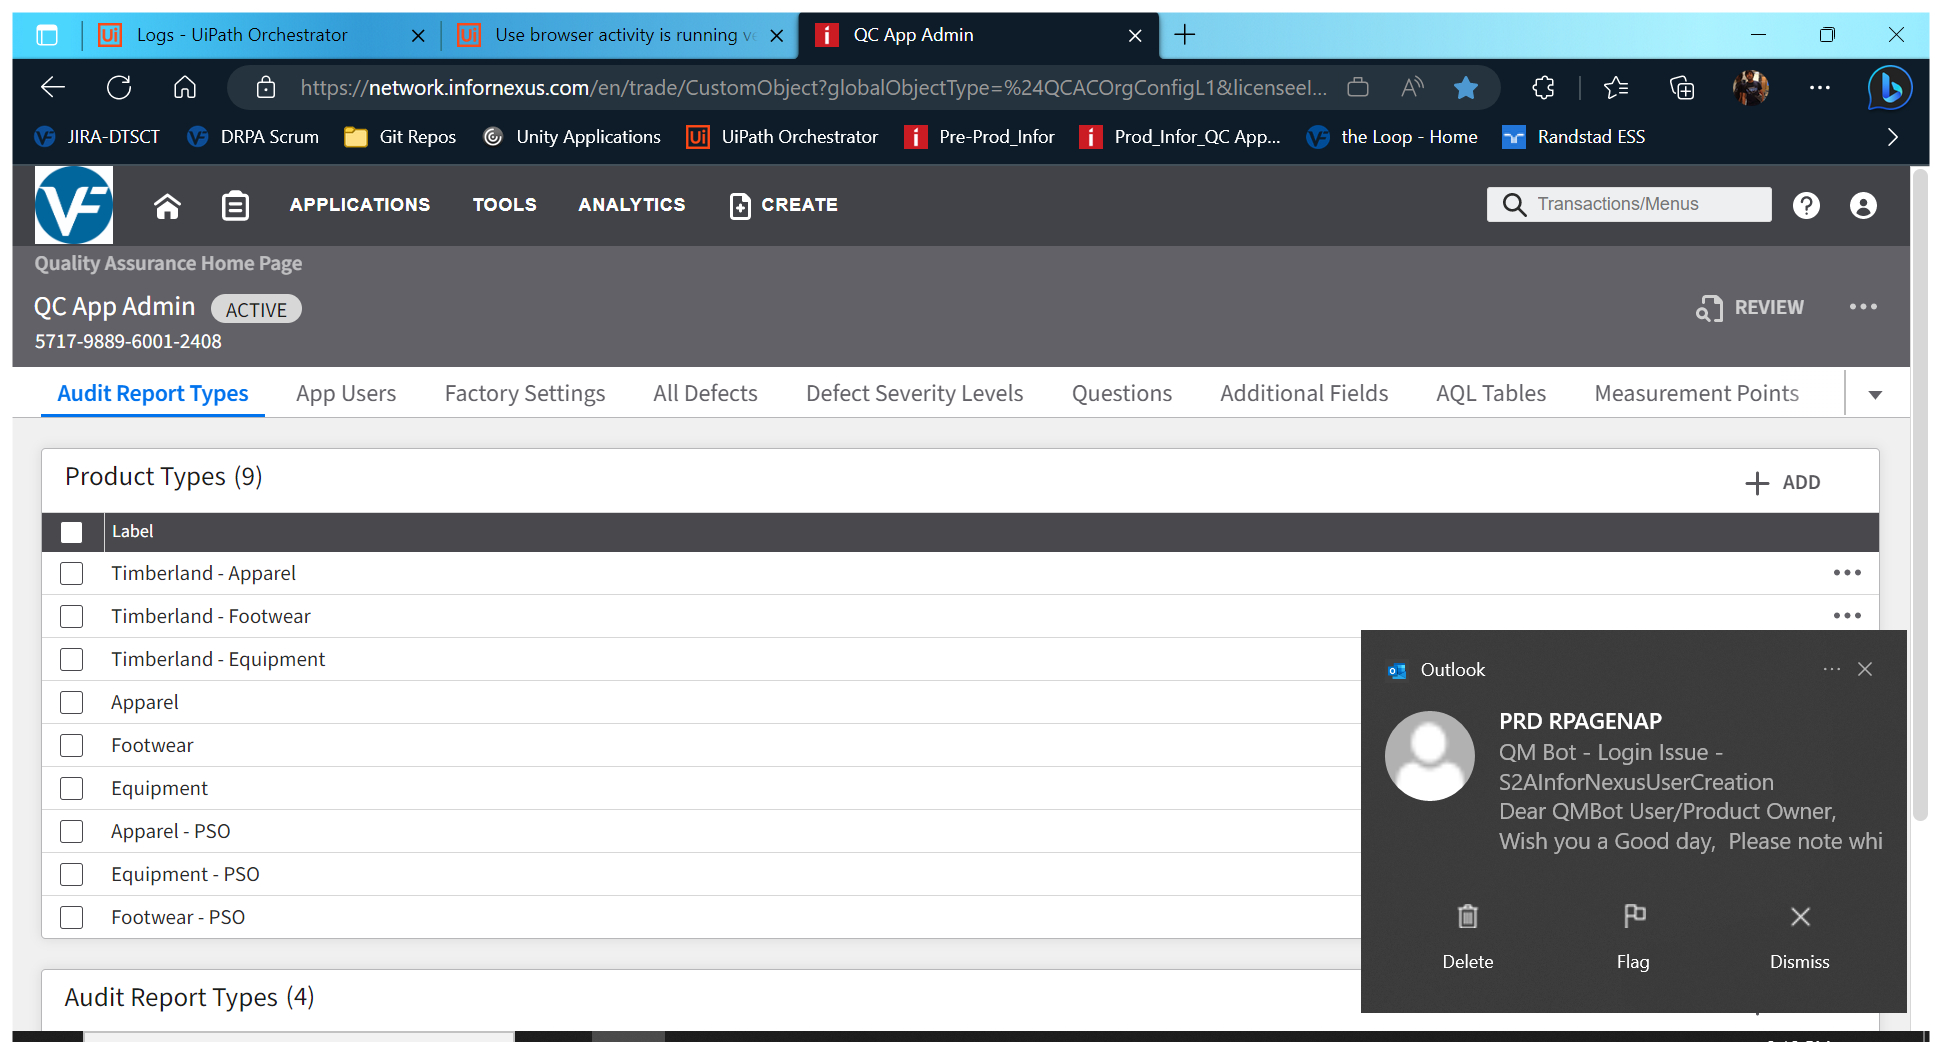 Logs - UiPath Orchestrator
Use browser activity is running ve
QC App Admin
https://network.infornexus.com/en/trade/CustomObject?globalObjectType=%24QCACOrgConfigL1&licenseeI...
JIRA-DTSCT
DRPA Scrum
Git Repos
Unity Applications
UiPath Orchestrator
Pre-Prod_Infor
Prod_Infor_QC App...
the Loop - Home
Randstad ESS
VF
APPLICATIONS
TOOLS
ANALYTICS
CREATE
Transactions/Menus
Quality Assurance Home Page
QC App Admin ACTIVE
REVIEW
5717-9889-6001-2408
Audit Report Types
App Users
Factory Settings
All Defects
Defect Severity Levels
Questions
Additional Fields
AQL Tables
Measurement Points
Product Types (9)
ADD
Label
Timberland - Apparel
Timberland - Footwear
Timberland - Equipment
Apparel
Footwear
Equipment
Apparel - PSO
Equipment - PSO
Footwear - PSO
Audit Report Types (4)
Outlook
PRD RPAGENAP
QM Bot - Login Issue -
S2AInforNexusUserCreation
Dear QMBot User/Product Owner,
Wish you a Good day, Please note whi
Delete
Flag
Dismiss